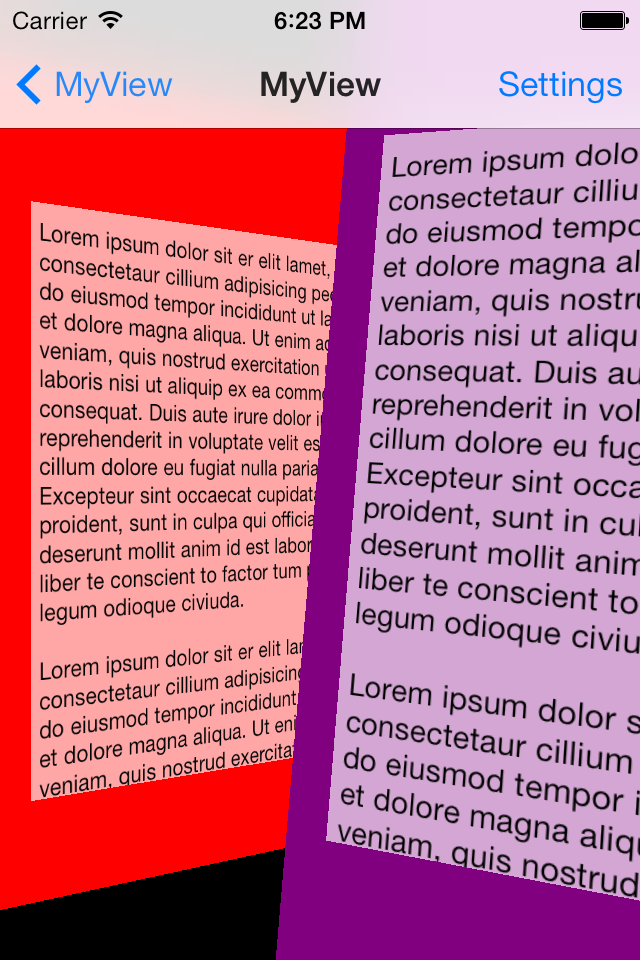 Carrier 6:23 PM
MyView MyView Settings
Lorem ipsum dolor sit er elit lamet,
consectetaur cillium adipisicing pec
do eiusmod tempor incididunt ut la
et dolore magna aliqua. Ut enim ad
veniam, quis nostrud exercitation
laboris nisi ut aliquip ex ea comm
consequat. Duis aute irure dolor i
reprehenderit in voluptate velit es
cillum dolore eu fugiat nulla paria
Excepteur sint occaecat cupidat
proident, sunt in culpa qui officia
deserunt mollit anim id est labor
liber te conscient to factor tum
legum odioque civiuda.
Lorem ipsum dolor sit er elit lar
consectetaur cillium adipisicing
do eiusmod tempor incididunt
et dolore magna aliqua. Ut eni
veniam, quis nostrud exercita
Lorem ipsum dolo
consectetaur cilliu
do eiusmod tempo
et dolore magna al
veniam, quis nostru
laboris nisi ut aliqu
consequat. Duis au
reprehenderit in vol
cillum dolore eu fug
Excepteur sint occa
proident, sunt in cul
deserunt mollit anim
liber te conscient to
legum odioque civiu
Lorem ipsum dolor s
consectetaur cillium
do eiusmod tempor i
et dolore magna aliqu
veniam, quis nostrud